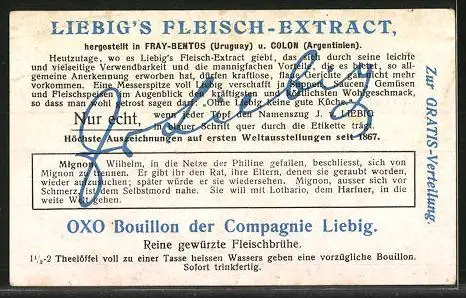 LIEBIG'S FLEISCH-EXTRACT,
hergestellt in FRAY-BENTOS (Uruguay) u. COLON (Argentinien).
Heutzutage, wo es Liebig's Fleisch-Extract giebt, das sich durch seine leichte
und vielseitige Verwendbarkeit und die mannigfachen Vorteile, die es bietet, so all-
gemeine Anerkennung erworben hat, dürfen kraftlose, fade Gerichte gar nicht mehr
vorkommen. Eine Messerspitze voll Liebig verschafft ja Suppen, Saucen, Gemüsen
und Fleischspeisen im Augenblick den kräftigen und köstlichsten Wohlgeschmack,
so dass man wohl getrost sagen darf: „Ohne Liebig keine gute Küche."
Nur echt, wenn jeder Topf den Namenszug J. v. LIEBIG
in blauer Schrift quer durch die Etikette trägt.
Höchste Auszeichnungen auf ersten Weltausstellungen seit 1867.
Mignon. Wilhelm, in die Netze der Philine gefallen, beschliesst, sich von
Mignon zu trennen. Er gibt ihr den Rat, ihre Eltern, denen sie geraubt worden,
wieder aufzusuchen; später würde er sie wiedersehen. Mignon, ausser sich vor
Schmerz, ist dem Selbstmord nahe. Sie will mit Lothario, dem Harfner, in die
weite Welt gehen.
OXO Bouillon der Compagnie Liebig.
Reine gewürzte Fleischbrühe.
1½-2 Theelöffel voll zu einer Tasse heissen Wassers geben eine vorzügliche Bouillon.
Sofort trinkfertig.
Zur GRATIS-Verteilung.